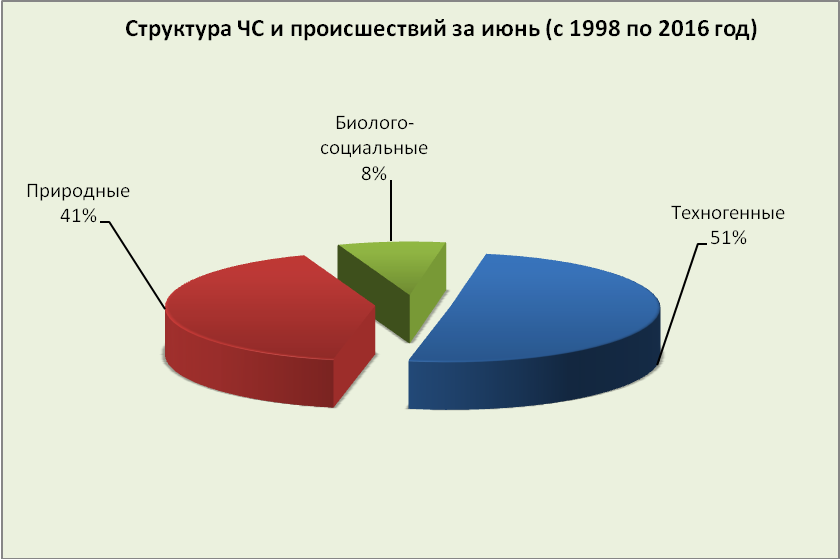 Структура ЧС и происшествий за июнь (с 1998 по 2016 год)
Биолого-
социальные
8%
Природные
41%
Техногенные
51%